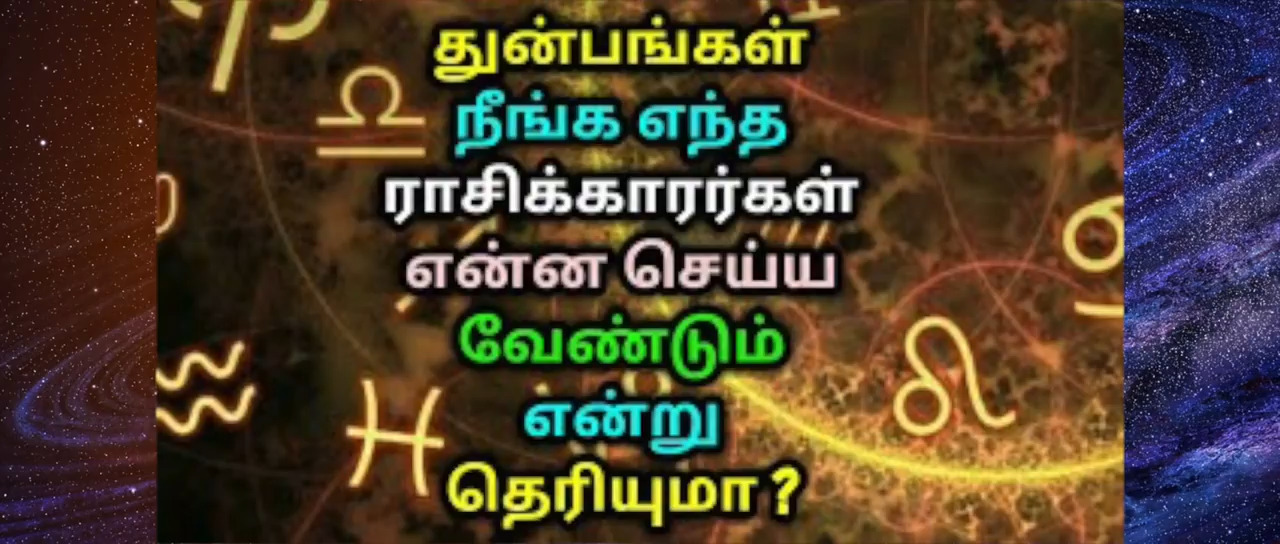 துன்பங்கள்
நீங்க எந்த
ராசிக்காரர்கள்
என்ன செய்ய
வேண்டும்
என்று
தெரியுமா ?